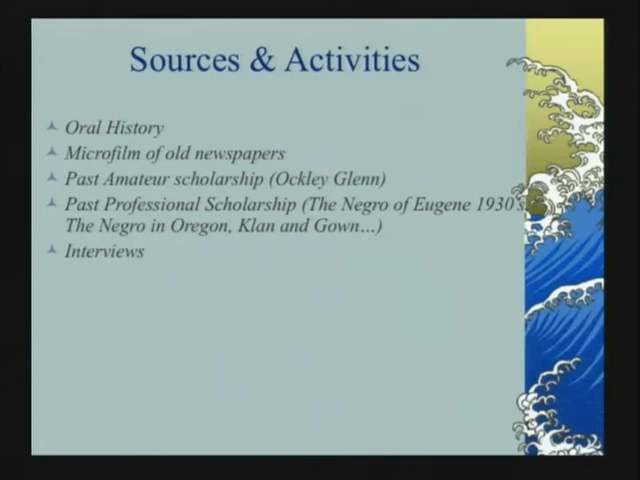 Sources & Activities
Oral History
Microfilm of old newspapers
Past Amateur scholarship (Ockley Glenn)
Past Professional Scholarship (The Negro of Eugene 1930's
The Negro in Oregon, Klan and Gown…)
Interviews